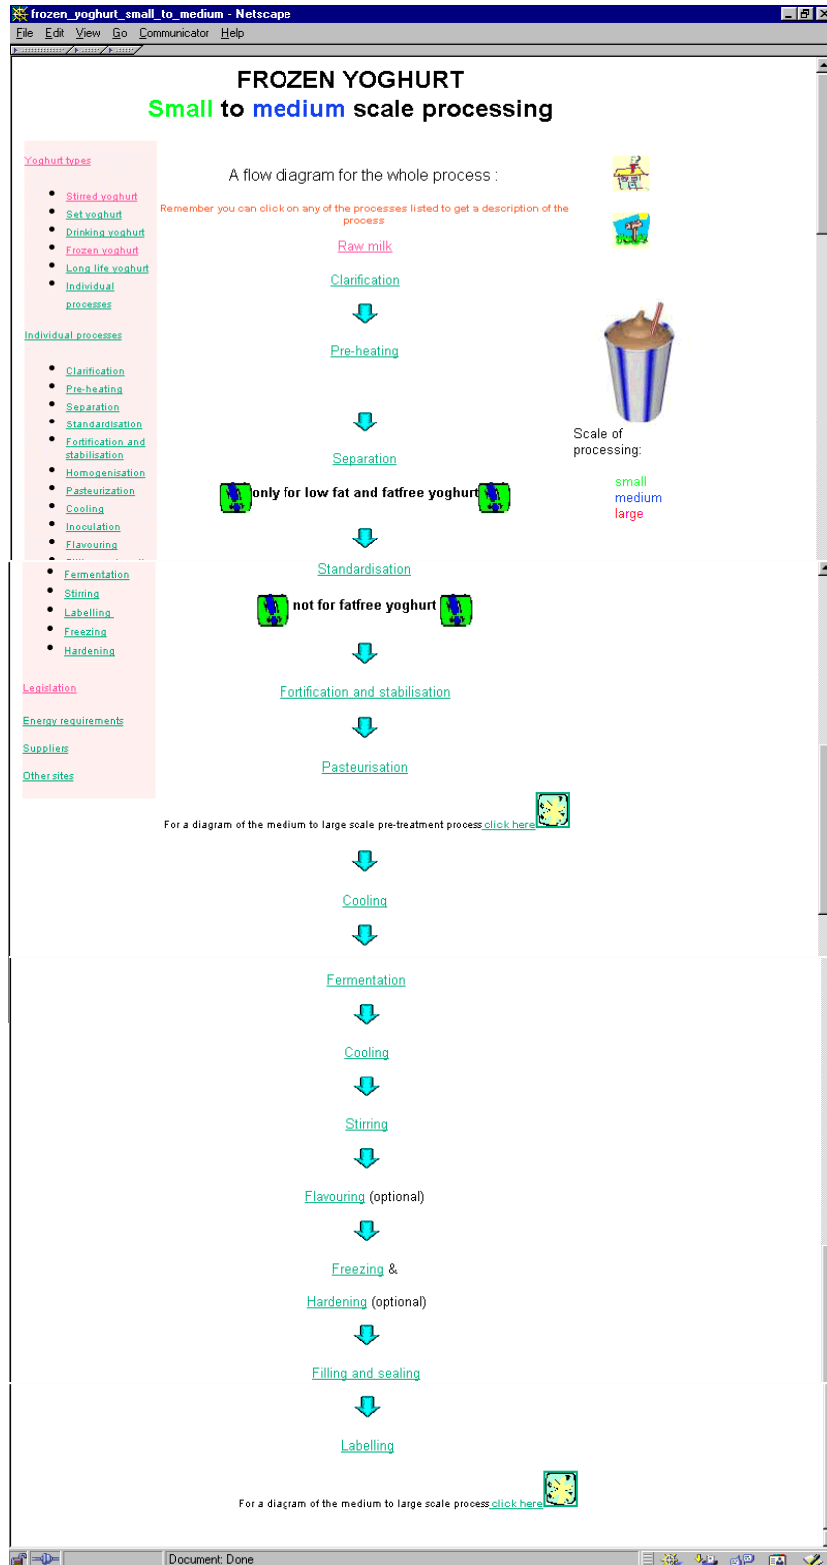 frozen_yoghurt_small_to_medium - Netscape
File Edit View Go Communicator Help
FROZEN YOGHURT
Small to medium scale processing
Yoghurt types
Stirred yoghurt
Set yoghurt
Drinking yoghurt
Frozen yoghurt
Long life yoghurt
Individual
processes
Individual processes
Clarification
Pre-heating
Separation
Standardisation
Fortification and
stabilisation
Homogenisation
Pasteurization
Cooling
Inoculation
Flavouring
Fermentation
Stirring
Labelling
Freezing
Hardening
Legislation
Energy requirements
Suppliers
Other sites
A flow diagram for the whole process :
Remember you can click on any of the processes listed to get a description of the
process
Raw milk
Clarification
Pre-heating
Separation
only for low fat and fatfree yoghurt
Scale of
processing:
small
medium
large
Standardisation
not for fatfree yoghurt
Fortification and stabilisation
Pasteurisation
For a diagram of the medium to large scale pre-treatment process click here
Cooling
Fermentation
Cooling
Stirring
Flavouring (optional)
Freezing &
Hardening (optional)
Filling and sealing
Labelling
For a diagram of the medium to large scale process click here
Document: Done